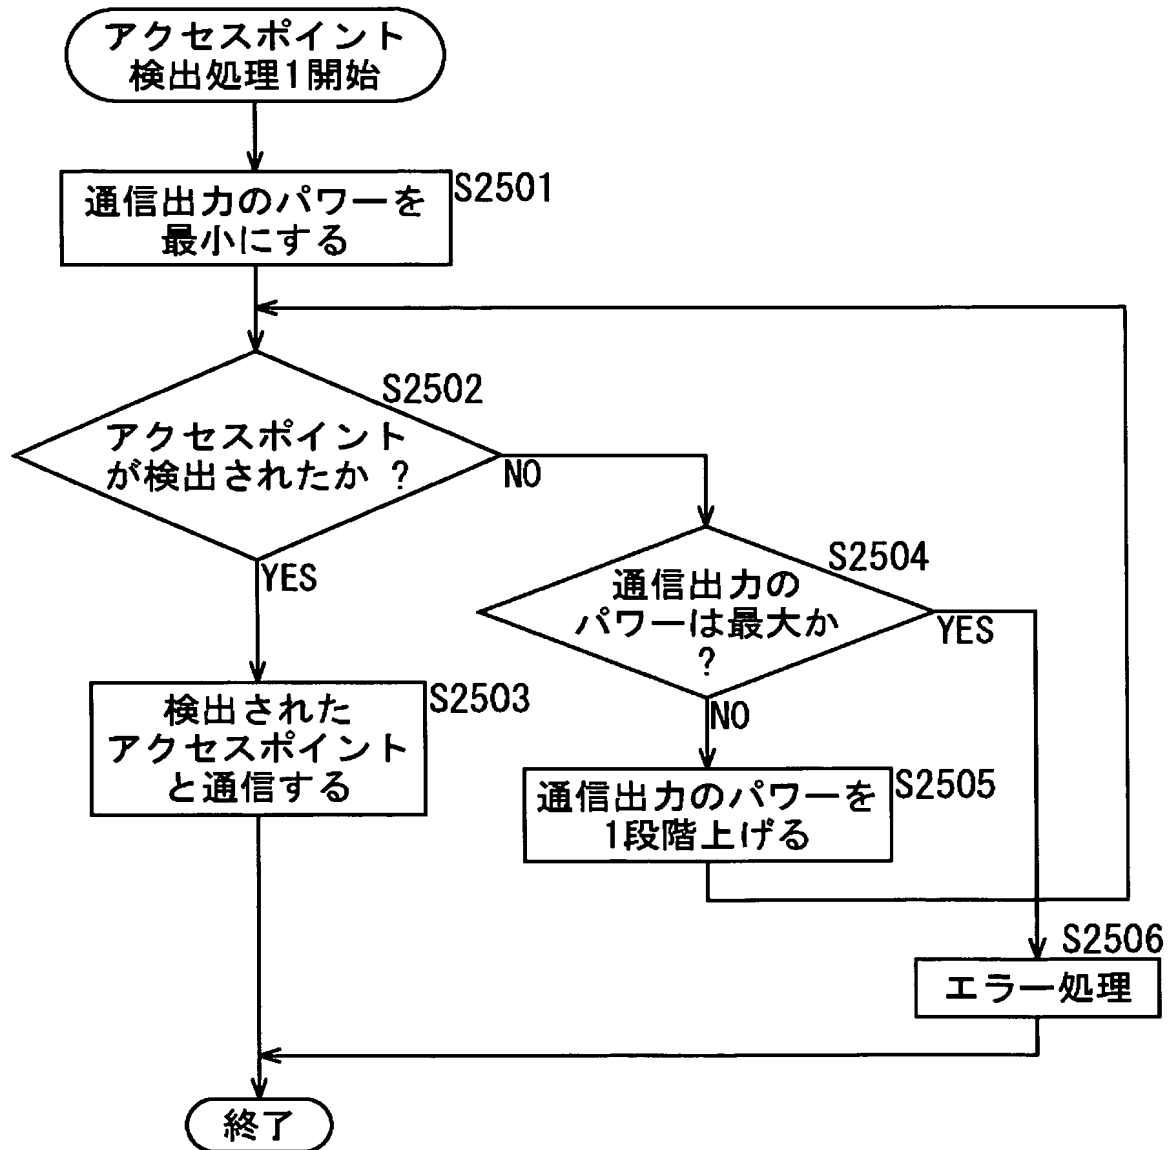 アクセスポイント
検出処理1開始
S2501
通信出力のパワーを
最小にする
S2502
アクセスポイント
が検出されたか ?
NO
YES
S2504
通信出力の
パワーは最大か
?
YES
NO
S2503
検出された
アクセスポイント
と通信する
S2505
通信出力のパワーを
1段階上げる
S2506
エラー処理
終了